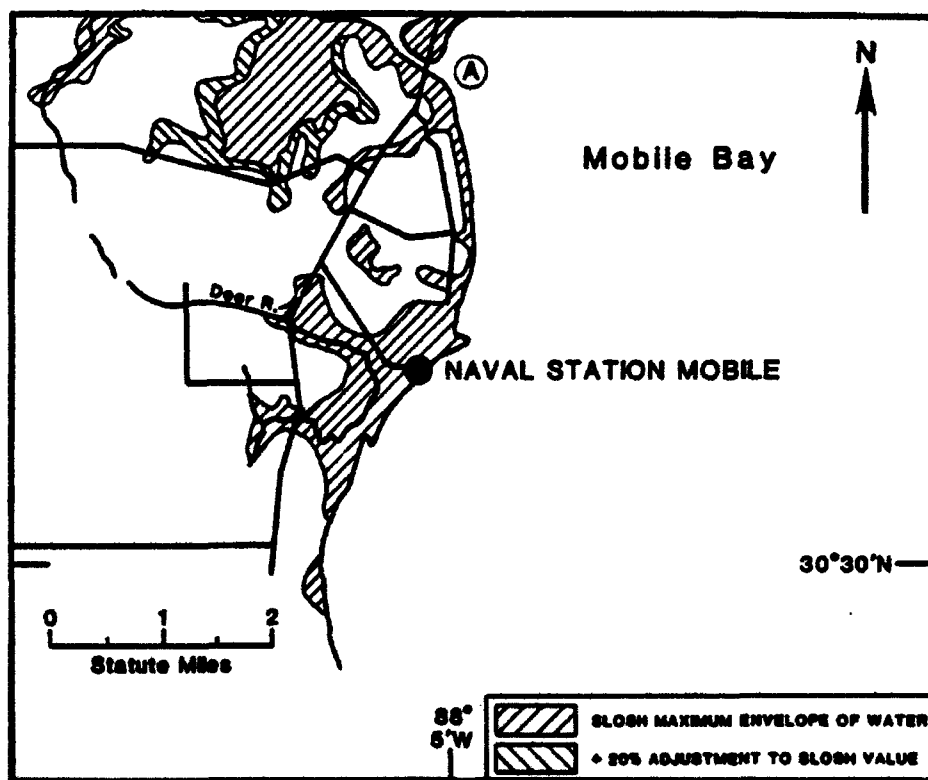 A
N
Mobile Bay
Deer R.
NAVAL STATION MOBILE
30°30'N
0 1 2
Statute Miles
88°
5'W
SLOSH MAXIMUM ENVELOPE OF WATER
+ 20% ADJUSTMENT TO SLOSH VALUE